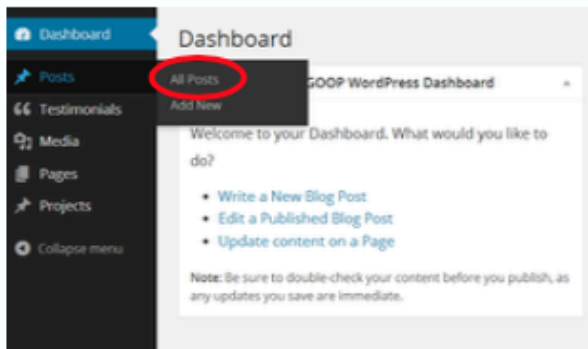 Dashboard
Posts
Testimonials
Media
Pages
Projects
Collapse menu
Dashboard
All Posts
Add New
GOOP WordPress Dashboard
Welcome to your Dashboard. What would you like to
do?
Write a New Blog Post
Edit a Published Blog Post
Update content on a Page
Note: Be sure to double-check your content before you publish, as
any updates you save are immediate.